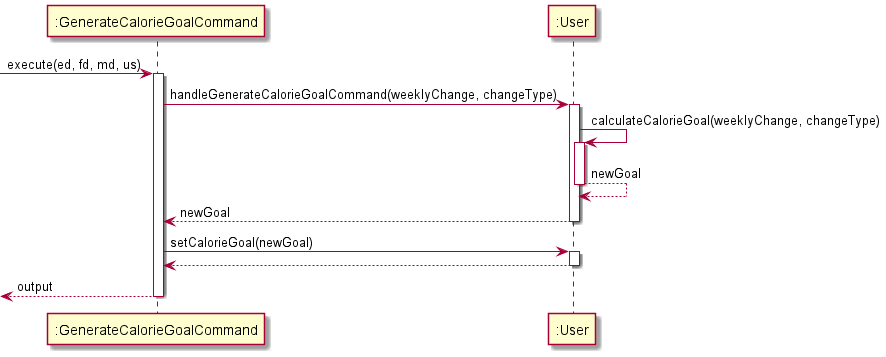 :GenerateCalorieGoalCommand
:User
execute(ed, fd, md, us)
handleGenerateCalorieGoalCommand(weeklyChange, changeType)
calculateCalorieGoal(weeklyChange, changeType)
newGoal
newGoal
setCalorieGoal(newGoal)
output
:GenerateCalorieGoalCommand
:User